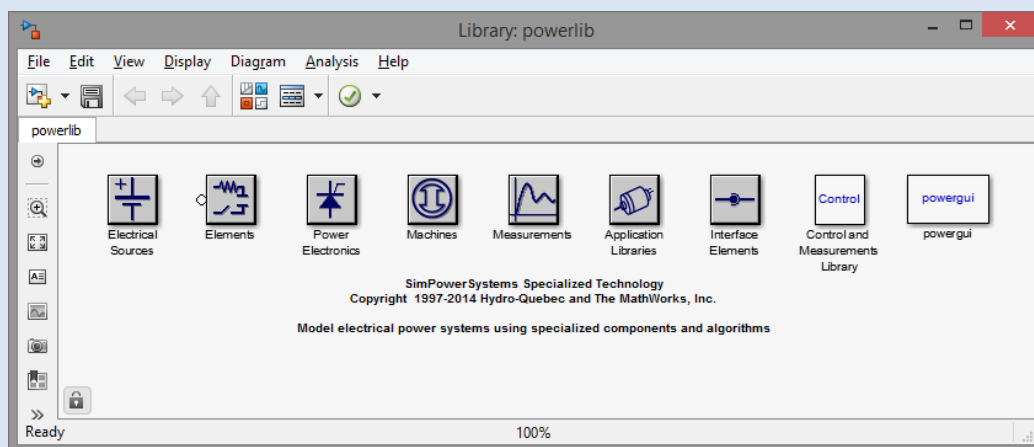 Library: powerlib
File Edit View Display Diagram Analysis Help
powerlib
Control
powergui
Electrical
Sources
Elements
Power
Electronics
Machines
Measurements
Application
Libraries
Interface
Elements
Control and
Measurements
Library
powergui
SimPowerSystems Specialized Technology
Copyright 1997-2014 Hydro-Quebec and The MathWorks, Inc.
Model electrical power systems using specialized components and algorithms
Ready 100%